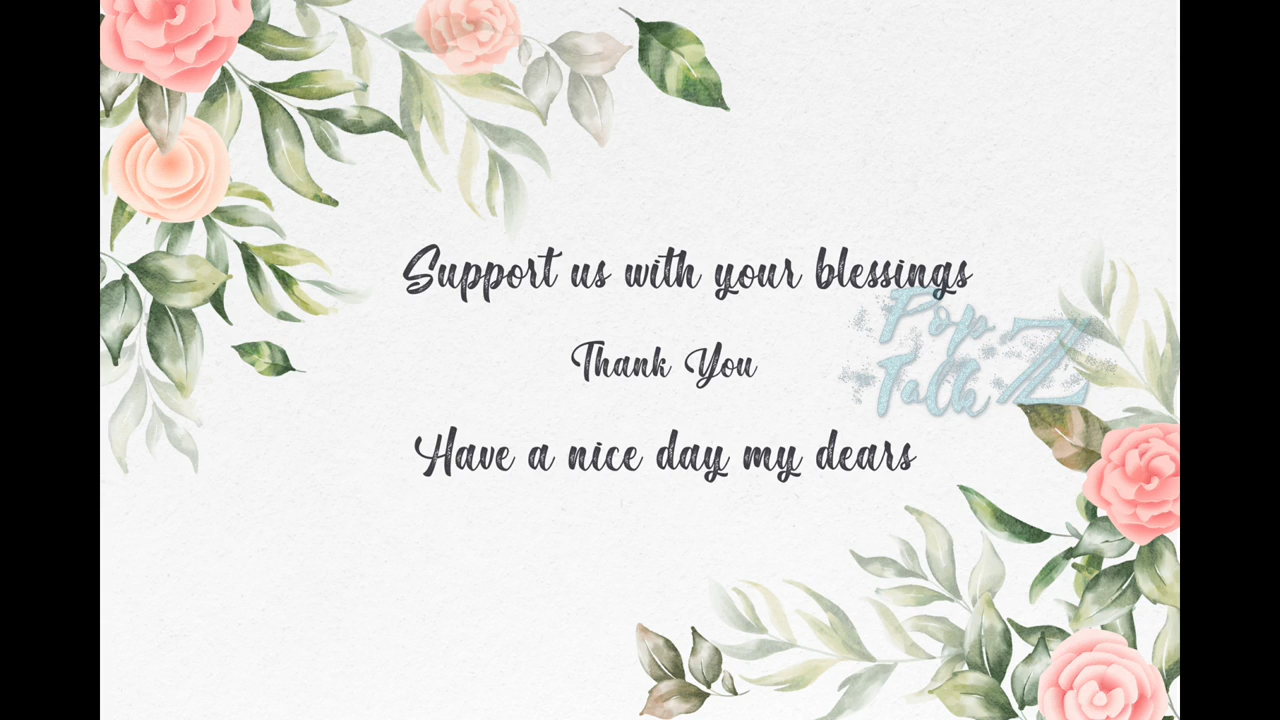 Support us with your blessings
Pop
Talk Z
Thank You
Have a nice day my dears